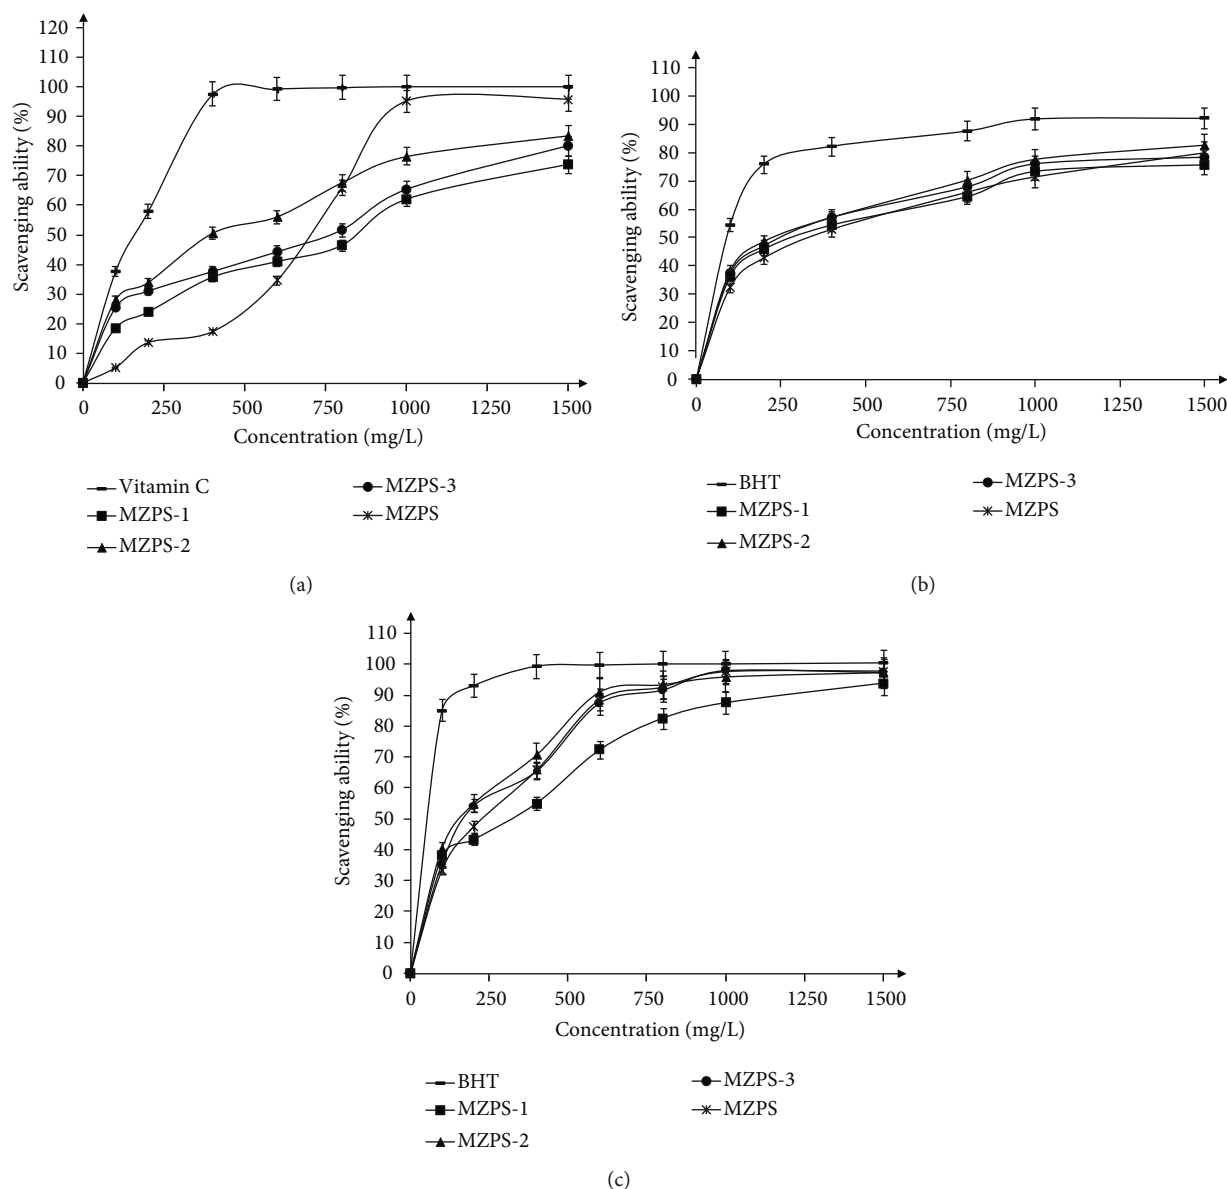 120
110
100
90
80
70
60
50
40
30
20
10
0
Scavenging ability (%)
0 250 500 750 1000 1250 1500
Concentration (mg/L)
Vitamin C MZPS-3
MZPS-1 MZPS
MZPS-2
(a)
110
100
90
80
70
60
50
40
30
20
10
0
Scavenging ability (%)
0 250 500 750 1000 1250 1500
Concentration (mg/L)
BHT MZPS-3
MZPS-1 MZPS
MZPS-2
(b)
110
100
90
80
70
60
50
40
30
20
10
0
Scavenging ability (%)
0 250 500 750 1000 1250 1500
Concentration (mg/L)
BHT MZPS-3
MZPS-1 MZPS
MZPS-2
(c)